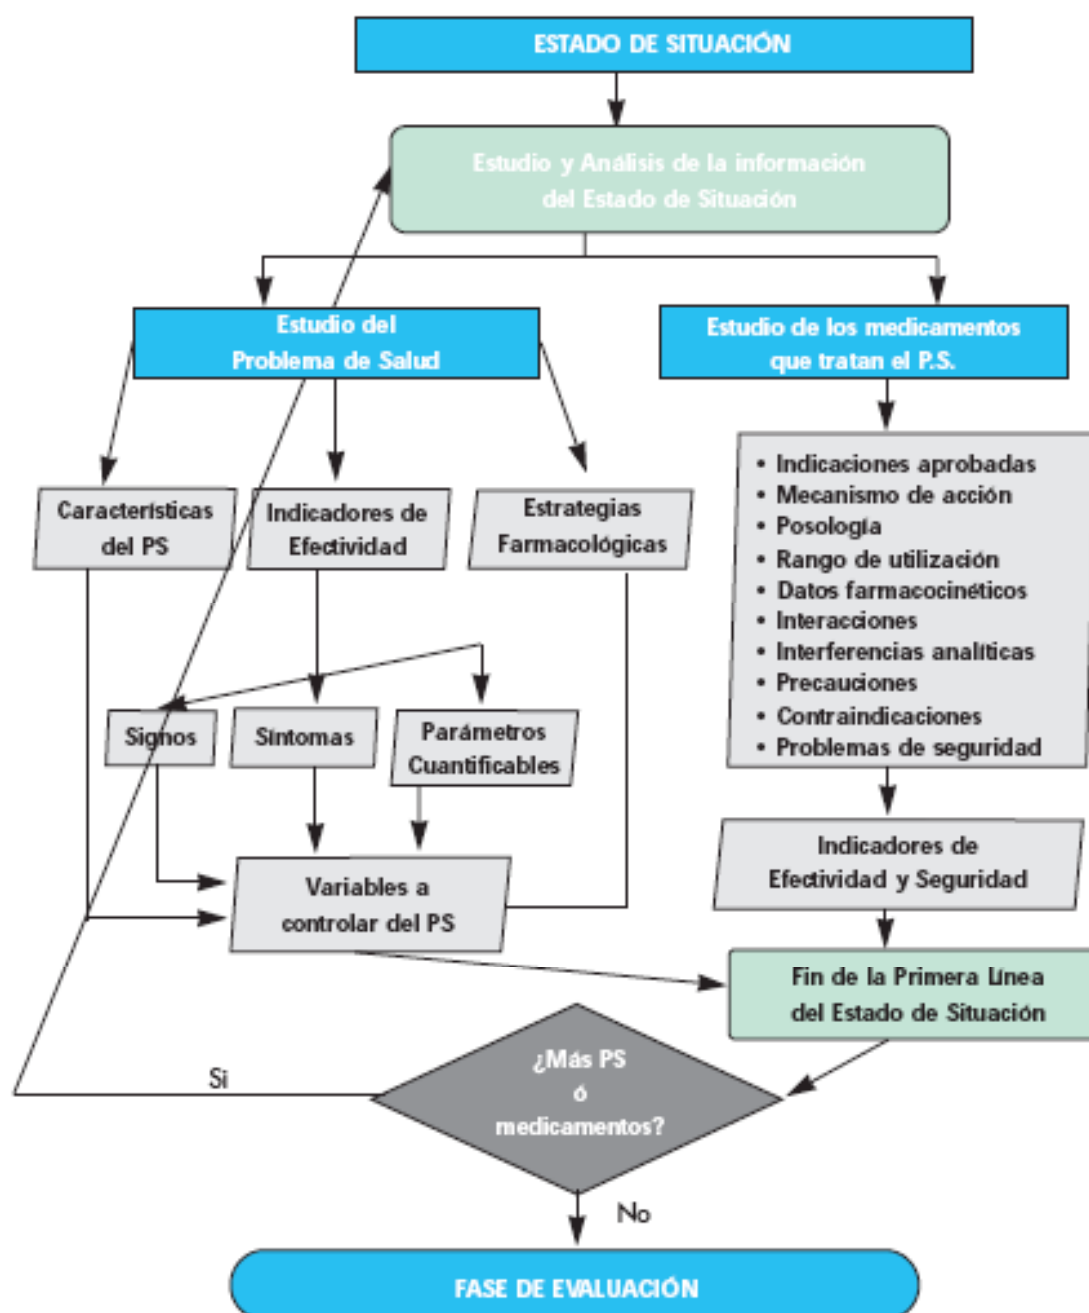 ESTADO DE SITUACIÓN
Estudio y Análisis de la información
del Estado de Situación
Estudio del
Problema de Salud
Estudio de los medicamentos
que tratan el P.S.
Características
del PS
Indicadores de
Efectividad
Estrategias
Farmacológicas
• Indicaciones aprobadas
• Mecanismo de acción
• Posología
• Rango de utilización
• Datos farmacocinéticos
• Interacciones
• Interferencias analíticas
• Precauciones
• Contraindicaciones
• Problemas de seguridad
Signos
Síntomas
Parámetros
Cuantificables
Variables a
controlar del PS
Indicadores de
Efectividad y Seguridad
Fin de la Primera Línea
del Estado de Situación
¿Más PS
ó
medicamentos?
Si
No
FASE DE EVALUACIÓN